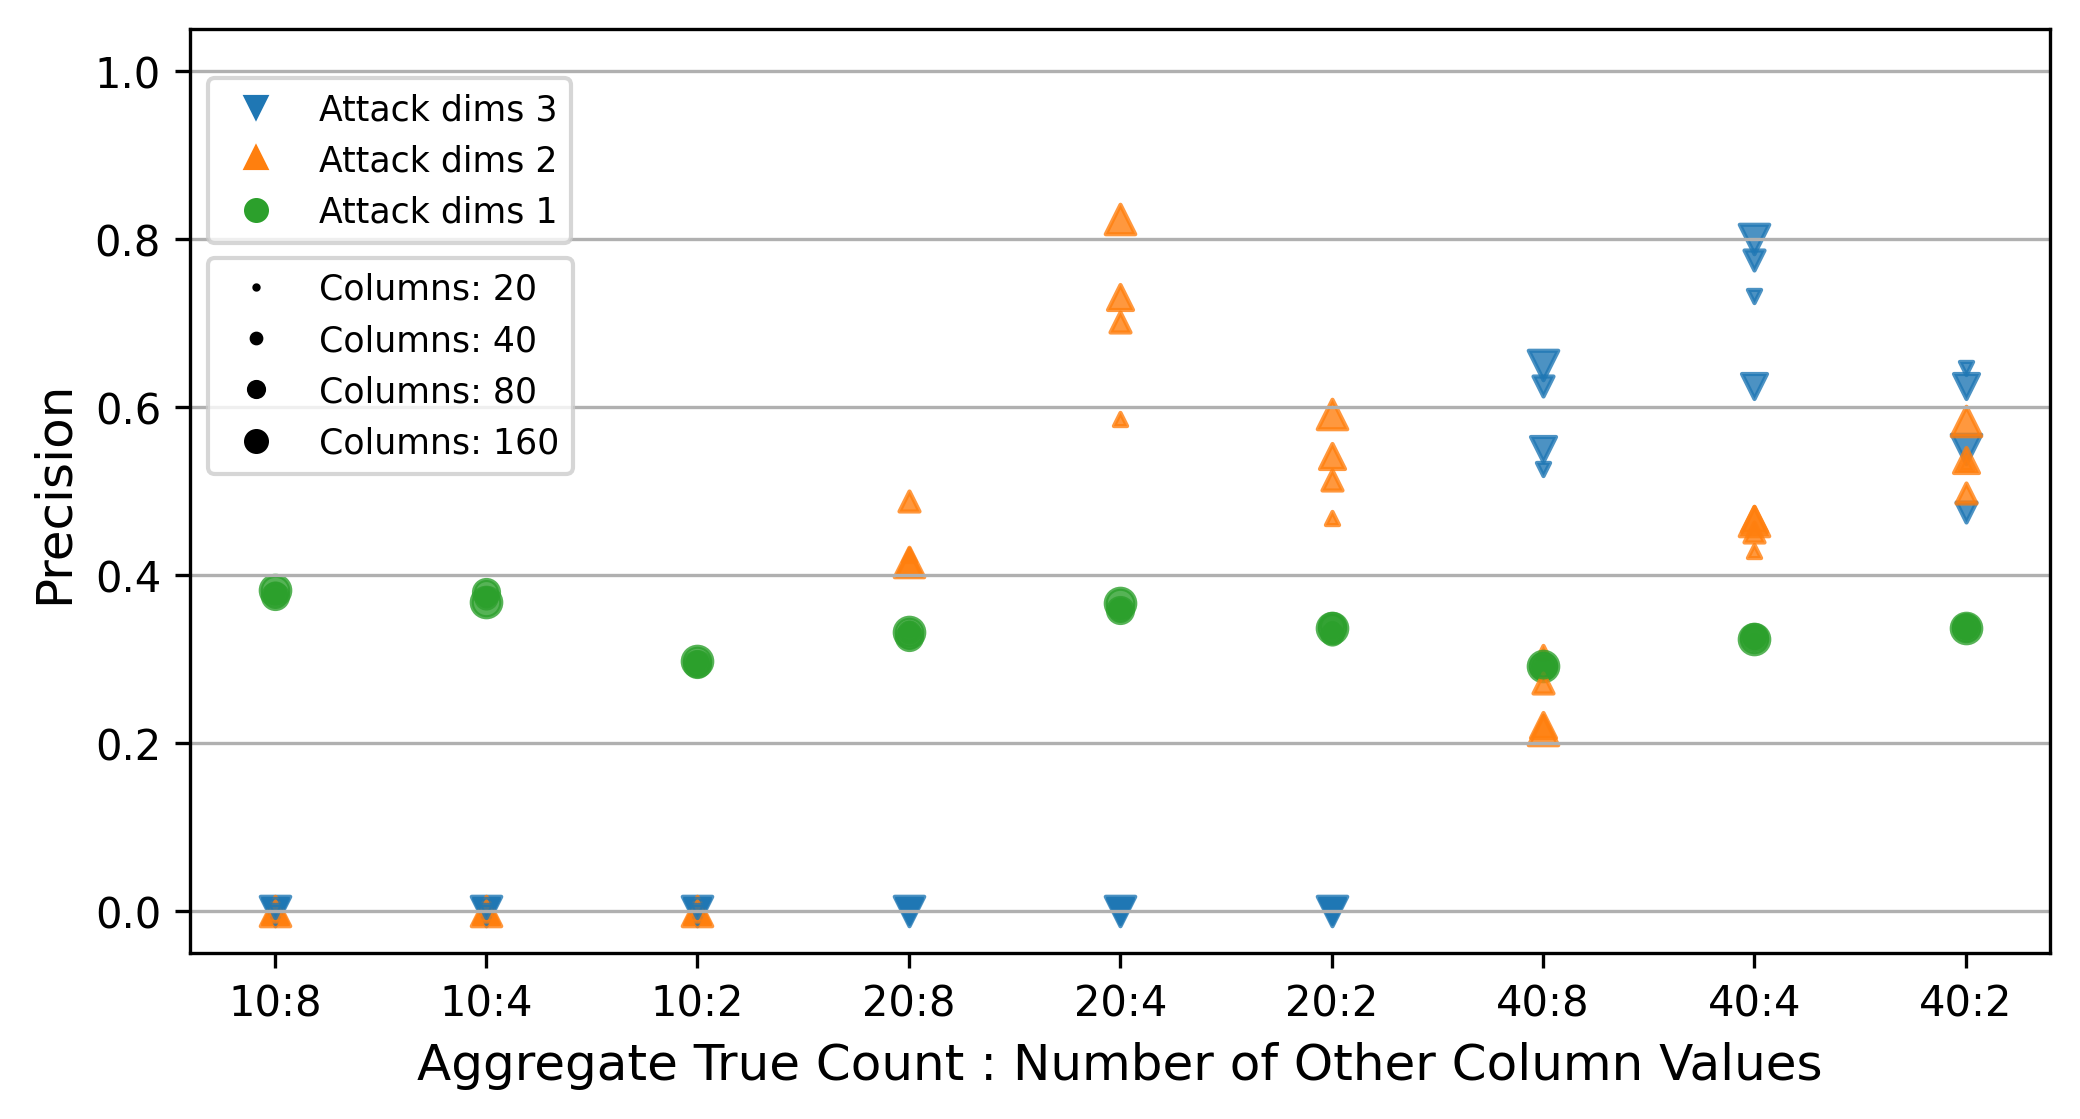 1.0
0.8
0.6
0.4
0.2
0.0
Precision
Attack dims 3
Attack dims 2
Attack dims 1
Columns: 20
Columns: 40
Columns: 80
Columns: 160
10:8 10:4 10:2 20:8 20:4 20:2 40:8 40:4 40:2
Aggregate True Count : Number of Other Column Values